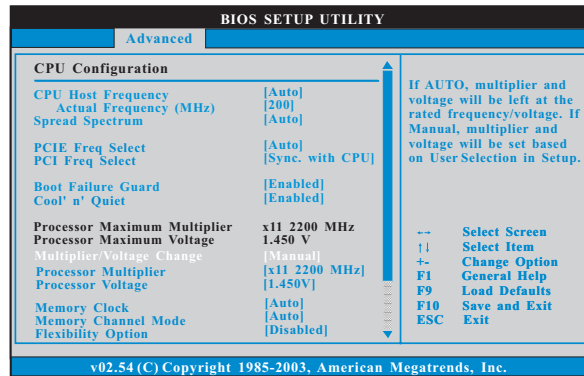 BIOS SETUP UTILITY
Advanced
CPU Configuration
CPU Host Frequency [Auto]
Actual Frequency (MHz) [200]
Spread Spectrum [Auto]
PCIE Freq Select [Auto]
PCI Freq Select [Sync. with CPU]
Boot Failure Guard [Enabled]
Cool' n' Quiet [Enabled]
Processor Maximum Multiplier x11 2200 MHz
Processor Maximum Voltage 1.450 V
Multiplier/Voltage Change [Manual]
Processor Multiplier [x11 2200 MHz]
Processor Voltage [1.450V]
Memory Clock [Auto]
Memory Channel Mode [Auto]
Flexibility Option [Disabled]
If AUTO, multiplier and
voltage will be left at the
rated frequency/voltage. If
Manual, multiplier and
voltage will be set based
on User Selection in Setup.
←→ Select Screen
↑↓ Select Item
+- Change Option
F1 General Help
F9 Load Defaults
F10 Save and Exit
ESC Exit
v02.54 (C) Copyright 1985-2003, American Megatrends, Inc.